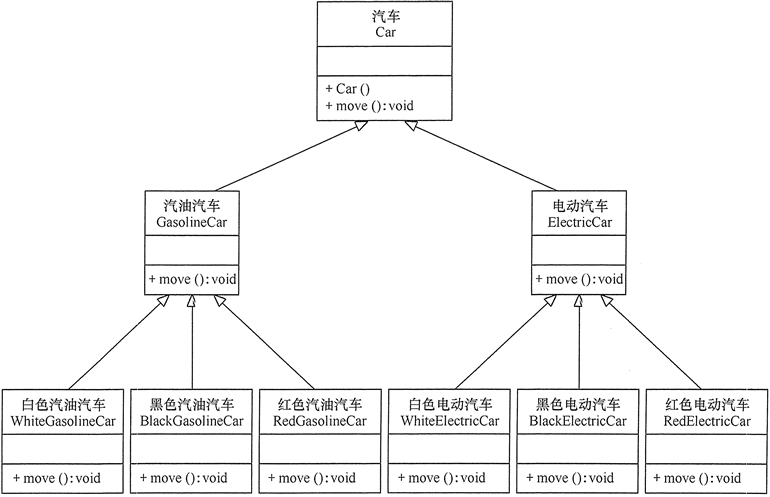 汽车
Car
+ Car ()
+ move (): void
汽油汽车
GasolineCar
+ move (): void
电动汽车
ElectricCar
+ move (): void
白色汽油汽车
WhiteGasolineCar
+ move (): void
黑色汽油汽车
BlackGasolineCar
+ move (): void
红色汽油汽车
RedGasolineCar
+ move (): void
白色电动汽车
WhiteElectricCar
+ move (): void
黑色电动汽车
BlackElectricCar
+ move (): void
红色电动汽车
RedElectricCar
+ move (): void